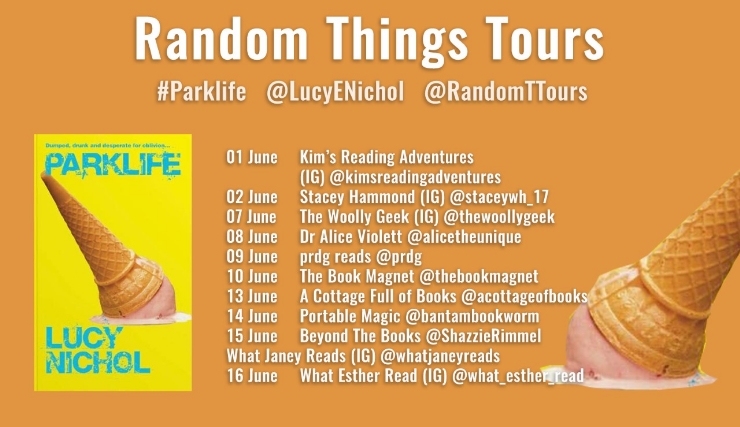 Random Things Tours
#Parklife @LucyENichol @RandomTTours
Dumped, drunk and desperate for oblivion...
PARKLIFE
LUCY
NICHOL
01 June Kim's Reading Adventures
(IG) @kimsreadingadventures
02 June Stacey Hammond (IG) @staceywh_17
07 June The Woolly Geek (IG) @thewoollygeek
08 June Dr Alice Violett @alicetheunique
09 June prdg reads @prdg
10 June The Book Magnet @thebookmagnet
13 June A Cottage Full of Books @acottageofbooks
14 June Portable Magic @bantambookworm
15 June Beyond The Books @ShazzieRimmel
What Janey Reads (IG) @whatjaneyreads
16 June What Esther Read (IG) @what_esther_read